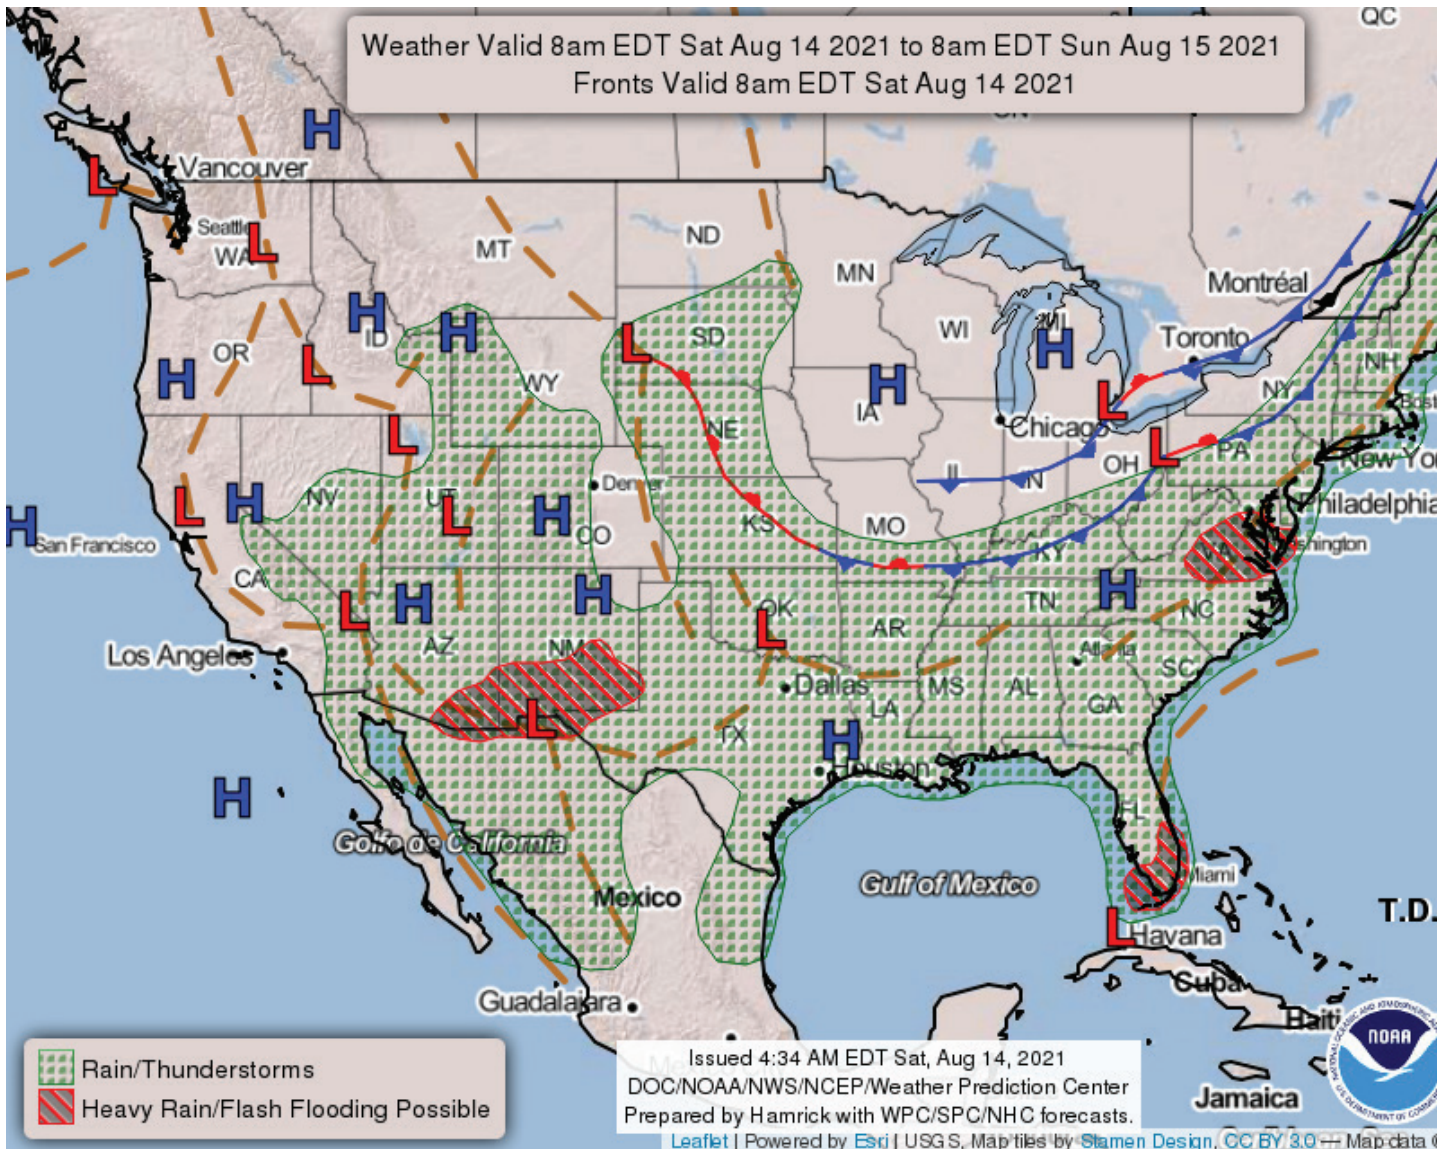 QC
Weather Valid 8am EDT Sat Aug 14 2021 to 8am EDT Sun Aug 15 2021
Fronts Valid 8am EDT Sat Aug 14 2021
H
L
Vancouver
Seattle
WA
L
MT
ND
MN
Montréal
H
ID
H
OR
L
SD
WI
MI
H
Toronto
H
L
WY
IA
H
L
NY
NH
NE
Chicago
L
OH
L
PA
New Yo
L
H
NV
UT
L
H
CO
Denver
KS
MO
IL
IN
Philadelphia
H
San Francisco
CA
KY
VA
shington
L
H
AZ
H
NM
OK
L
AR
TN
H
NC
Los Angeles
Atlanta
SC
Dallas
LA
MS
AL
GA
L
TX
H
Houston
H
FL
Golfo de California
Mexico
Gulf of Mexico
Miami
T.D.
L
Havana
Cuba
Guadalajara
Haiti
NOAA
Jamaica
Rain/Thunderstorms
Heavy Rain/Flash Flooding Possible
Issued 4:34 AM EDT Sat, Aug 14, 2021
DOC/NOAA/NWS/NCEP/Weather Prediction Center
Prepared by Hamrick with WPC/SPC/NHC forecasts.
Leaflet | Powered by Esri | USGS, Map tiles by Stamen Design, CC BY 3.0 — Map data ©